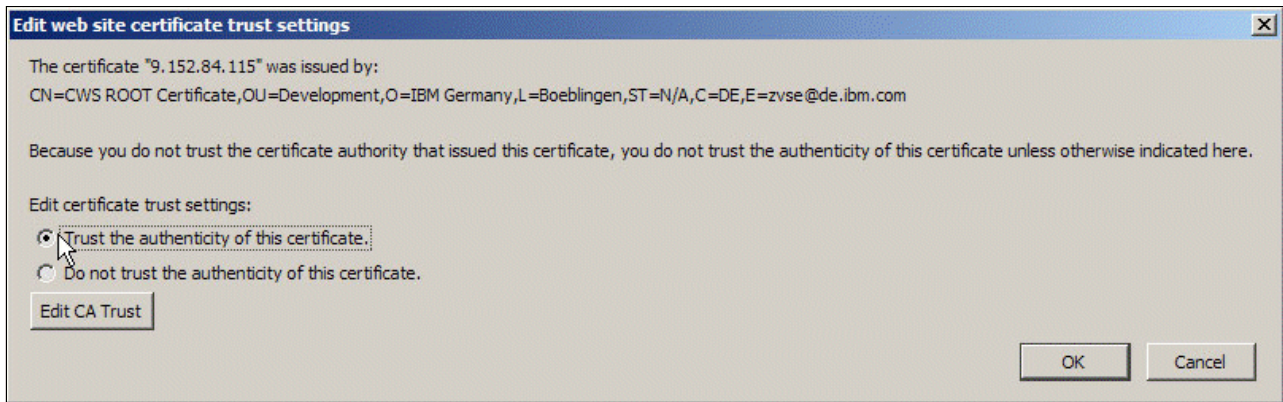 Edit web site certificate trust settings
The certificate "9.152.84.115" was issued by:
CN=CWS ROOT Certificate,OU=Development,O=IBM Germany,L=Boeblingen,ST=N/A,C=DE,E=zvse@de.ibm.com
Because you do not trust the certificate authority that issued this certificate, you do not trust the authenticity of this certificate unless otherwise indicated here.
Edit certificate trust settings:
Trust the authenticity of this certificate.
Do not trust the authenticity of this certificate.
Edit CA Trust
OK
Cancel